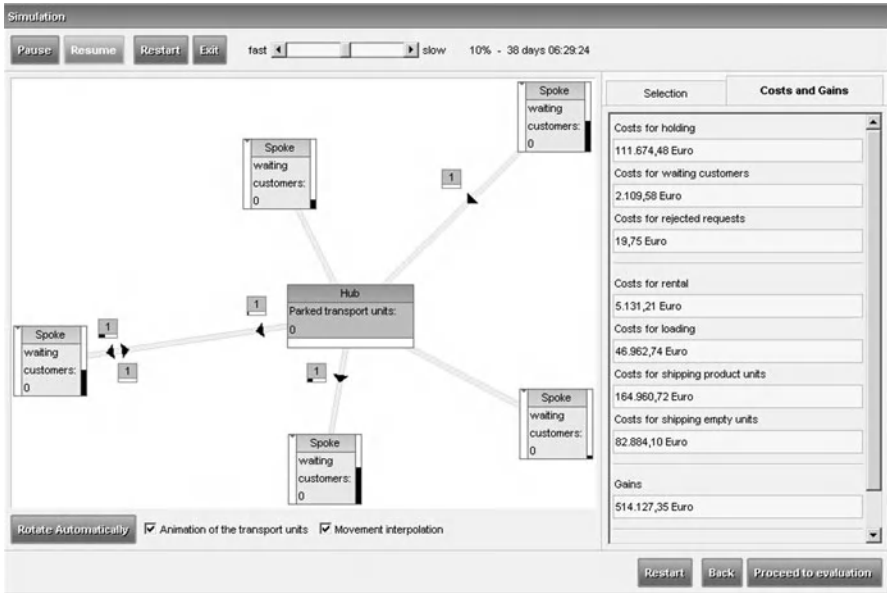 Simulation
Pause Resume Restart Exit fast slow 10% - 38 days 06:29:24
Spoke
waiting
customers:
0
Spoke
waiting
customers:
0
1
Hub
Parked transport units:
0
1
Spoke
waiting
customers:
0
1
1
1
Spoke
waiting
customers:
0
Spoke
waiting
customers:
0
Rotate Automatically Animation of the transport units Movement interpolation
Selection Costs and Gains
Costs for holding
111.674,48 Euro
Costs for waiting customers
2.109,58 Euro
Costs for rejected requests
19,75 Euro
Costs for rental
5.131,21 Euro
Costs for loading
46.962,74 Euro
Costs for shipping product units
164.960,72 Euro
Costs for shipping empty units
82.884,10 Euro
Gains
514.127,35 Euro
Restart Back Proceed to evaluation